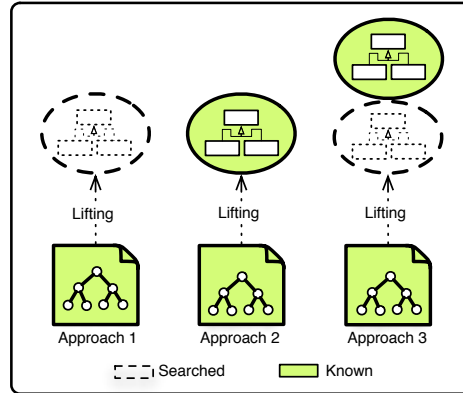 Lifting Lifting Lifting
Approach 1 Approach 2 Approach 3
Searched Known